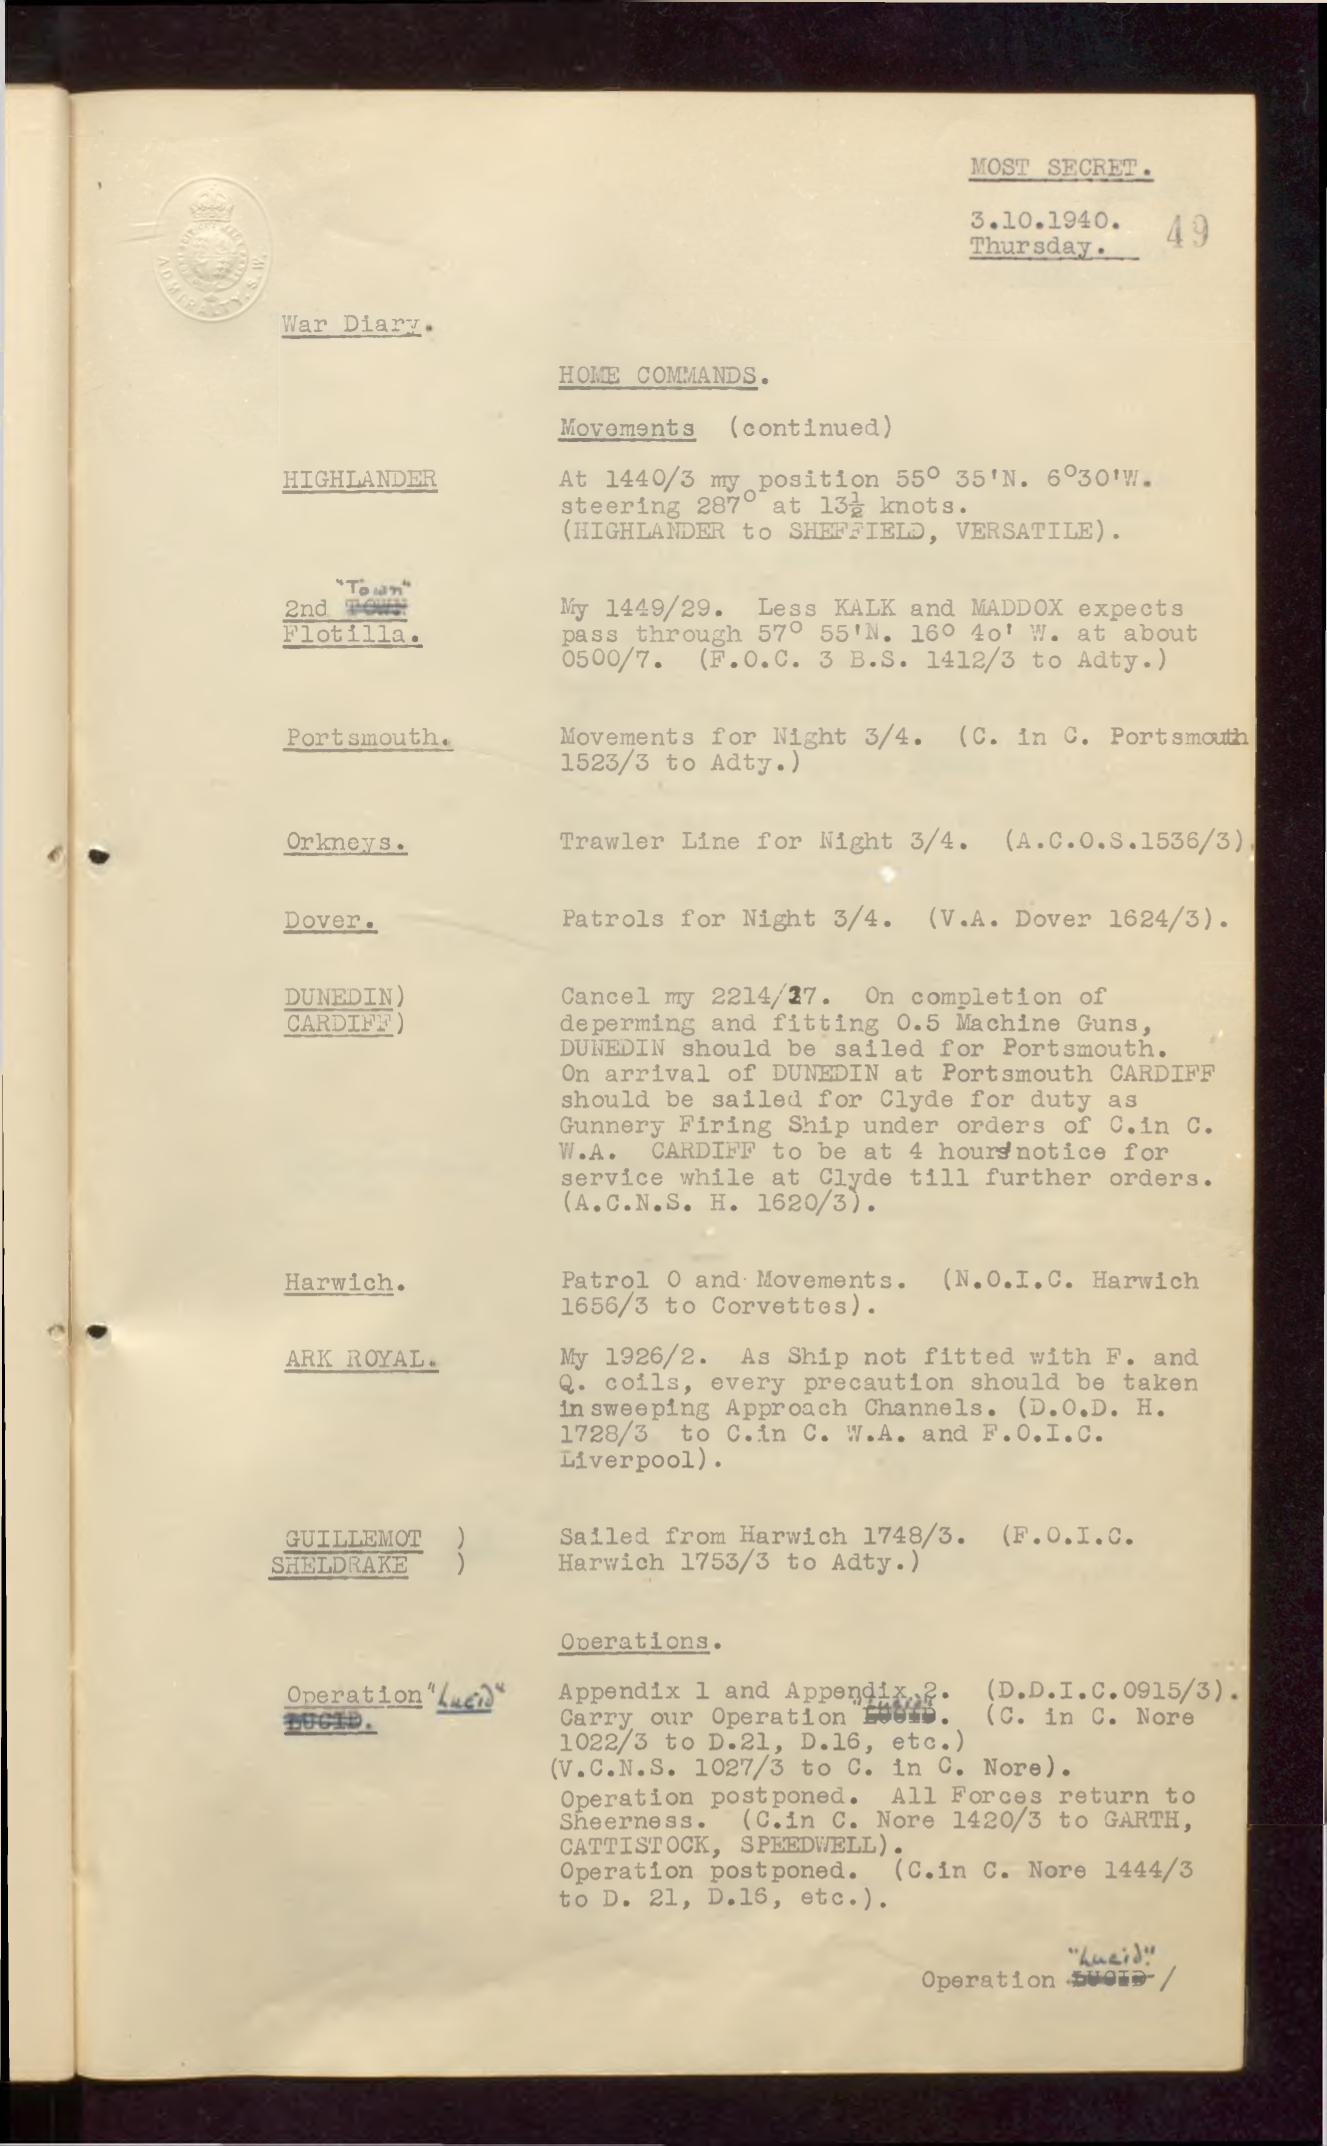 MOST SECRET.
3.10.1940.
Thursday.
49
ADMIRALTY. S.W.
War Diary.
HOME COMMANDS.
Movements (continued)
HIGHLANDER
At 1440/3 my position 55° 35'N. 6°30'W.
steering 287° at 13½ knots.
(HIGHLANDER to SHEFFIELD, VERSATILE).
"Town"
2nd TOWN
Flotilla.
My 1449/29. Less KALK and MADDOX expects
pass through 57° 55'N. 16° 4o' W. at about
0500/7. (F.O.C. 3 B.S. 1412/3 to Adty.)
Portsmouth.
Movements for Night 3/4. (C. in C. Portsmouth
1523/3 to Adty.)
Orkneys.
Trawler Line for Night 3/4. (A.C.O.S.1536/3).
Dover.
Patrols for Night 3/4. (V.A. Dover 1624/3).
DUNEDIN)
CARDIFF)
Cancel my 2214/27. On completion of
deperming and fitting 0.5 Machine Guns,
DUNEDIN should be sailed for Portsmouth.
On arrival of DUNEDIN at Portsmouth CARDIFF
should be sailed for Clyde for duty as
Gunnery Firing Ship under orders of C.in C.
W.A. CARDIFF to be at 4 hours' notice for
service while at Clyde till further orders.
(A.C.N.S. H. 1620/3).
Harwich.
Patrol O and Movements. (N.O.I.C. Harwich
1656/3 to Corvettes).
ARK ROYAL.
My 1926/2. As Ship not fitted with F. and
Q. coils, every precaution should be taken
in sweeping Approach Channels. (D.O.D. H.
1728/3 to C.in C. W.A. and F.O.I.C.
Liverpool).
GUILLEMOT )
SHELDRAKE )
Sailed from Harwich 1748/3. (F.O.I.C.
Harwich 1753/3 to Adty.)
Operations.
Operation "Lucid"
LUCID.
Appendix 1 and Appendix 2. (D.D.I.C.0915/3).
"Lucid"
Carry our Operation LUCID. (C. in C. Nore
1022/3 to D.21, D.16, etc.)
(V.C.N.S. 1027/3 to C. in C. Nore).
Operation postponed. All Forces return to
Sheerness. (C.in C. Nore 1420/3 to GARTH,
CATTISTOCK, SPEEDWELL).
Operation postponed. (C.in C. Nore 1444/3
to D. 21, D.16, etc.).
"Lucid"
Operation LUCID /